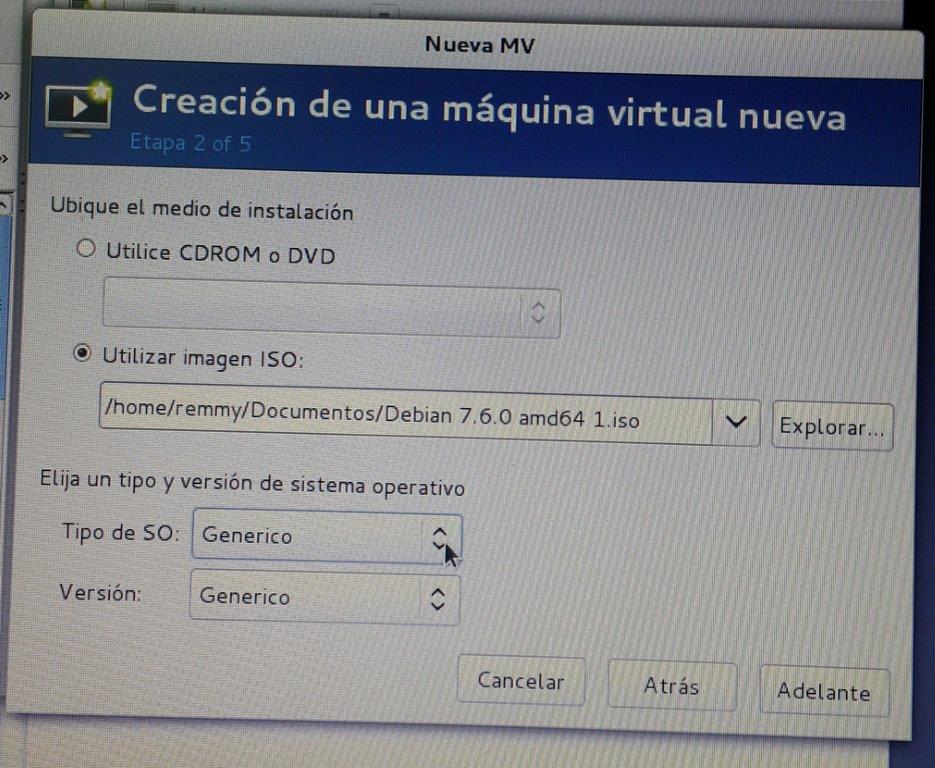 Nueva MV
Creación de una máquina virtual nueva
Etapa 2 of 5
Ubique el medio de instalación
Utilice CDROM o DVD
Utilizar imagen ISO:
/home/remmy/Documentos/Debian 7.6.0 amd64 1.iso
Explorar...
Elija un tipo y versión de sistema operativo
Tipo de SO: Generico
Versión: Generico
Cancelar
Atrás
Adelante